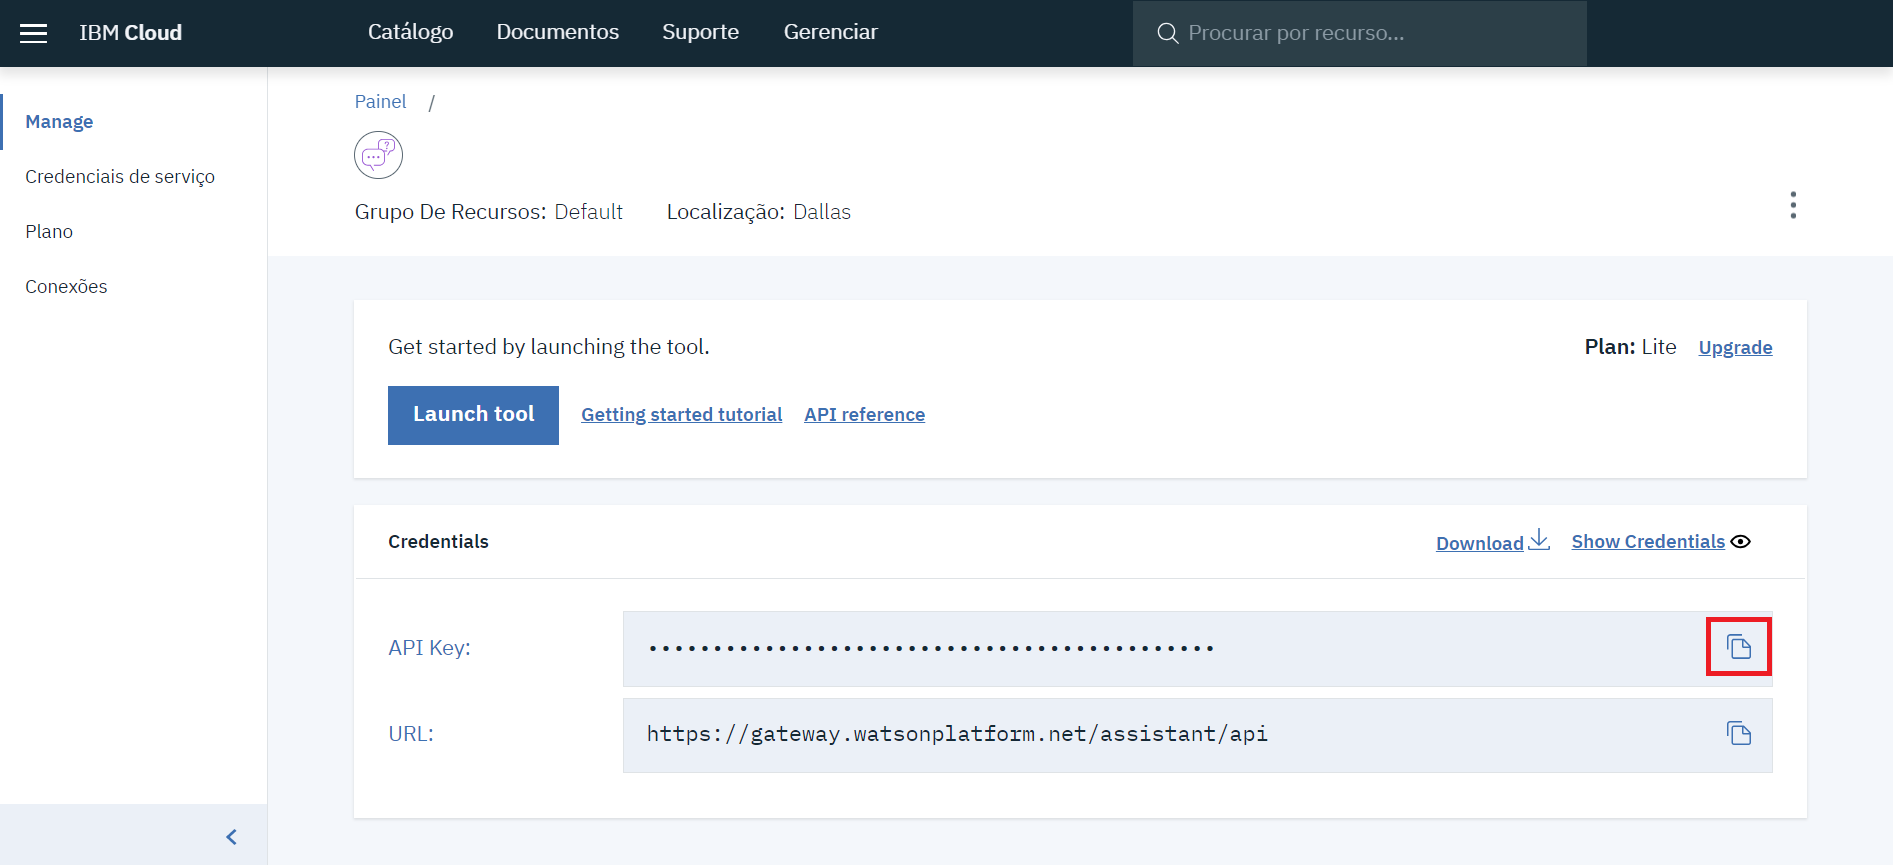 IBM Cloud
Catálogo Documentos Suporte Gerenciar
Procurar por recurso...
Manage
Credenciais de serviço
Plano
Conexões
Painel /
Grupo De Recursos: Default Localização: Dallas
Get started by launching the tool.
Plan: Lite Upgrade
Launch tool Getting started tutorial API reference
Credentials
Download Show Credentials
API Key: ••••••••••••••••••••••••••••••••••••••••••••
URL: https://gateway.watsonplatform.net/assistant/api